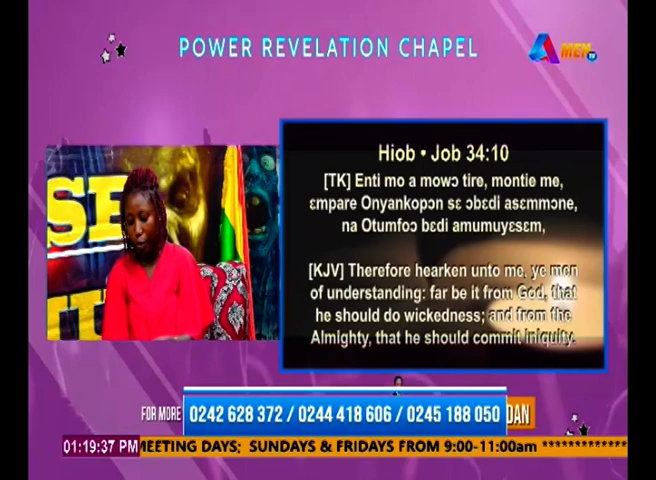 POWER REVELATION CHAPEL
AMEN TV
Hiob • Job 34:10
[TK] Enti mo a mowɔ tire, montie me,
ɛmpare Onyankopɔn sɛ ɔbɛdi asɛmmɔne,
na Otumfoɔ bɛdi amumuyɛsɛm,
[KJV] Therefore hearken unto me, ye men
of understanding: far be it from God, that
he should do wickedness; and from the
Almighty, that he should commit iniquity.
FOR MORE 0242 628 372 / 0244 418 606 / 0245 188 050 DAN
01:19:37 PM MEETING DAYS; SUNDAYS & FRIDAYS FROM 9:00-11:00am ***************